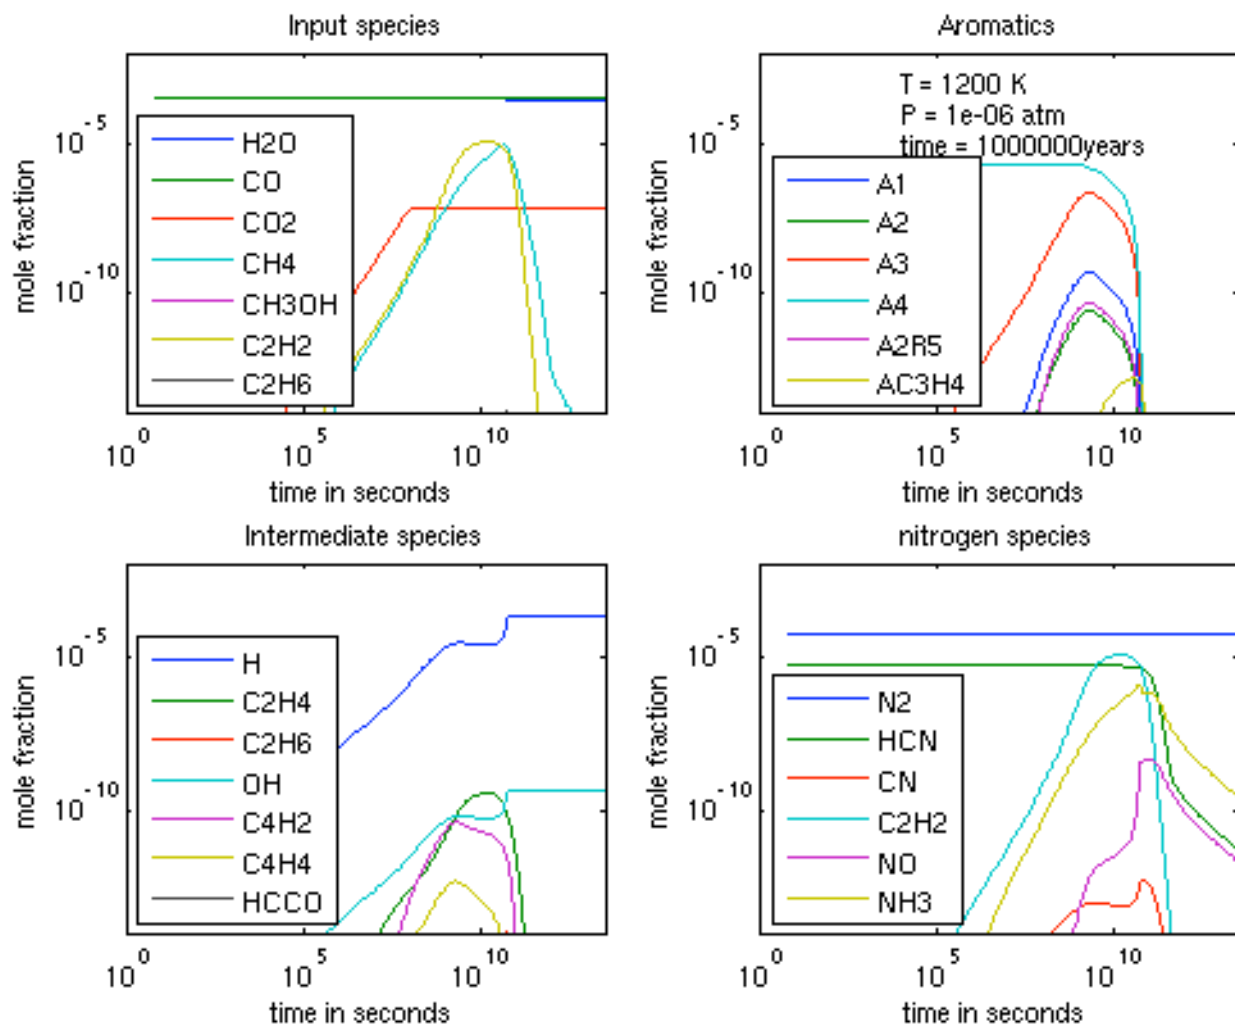 Input species
mole fraction
10^-5
10^-10
H2O
CO
CO2
CH4
CH3OH
C2H2
C2H6
10^0
10^5
10^10
time in seconds
Aromatics
T = 1200 K
P = 1e-06 atm
time = 1000000years
mole fraction
10^-5
10^-10
A1
A2
A3
A4
A2R5
AC3H4
10^0
10^5
10^10
time in seconds
Intermediate species
mole fraction
10^-5
10^-10
H
C2H4
C2H6
OH
C4H2
C4H4
HCCO
10^0
10^5
10^10
time in seconds
nitrogen species
mole fraction
10^-5
10^-10
N2
HCN
CN
C2H2
NO
NH3
10^0
10^5
10^10
time in seconds